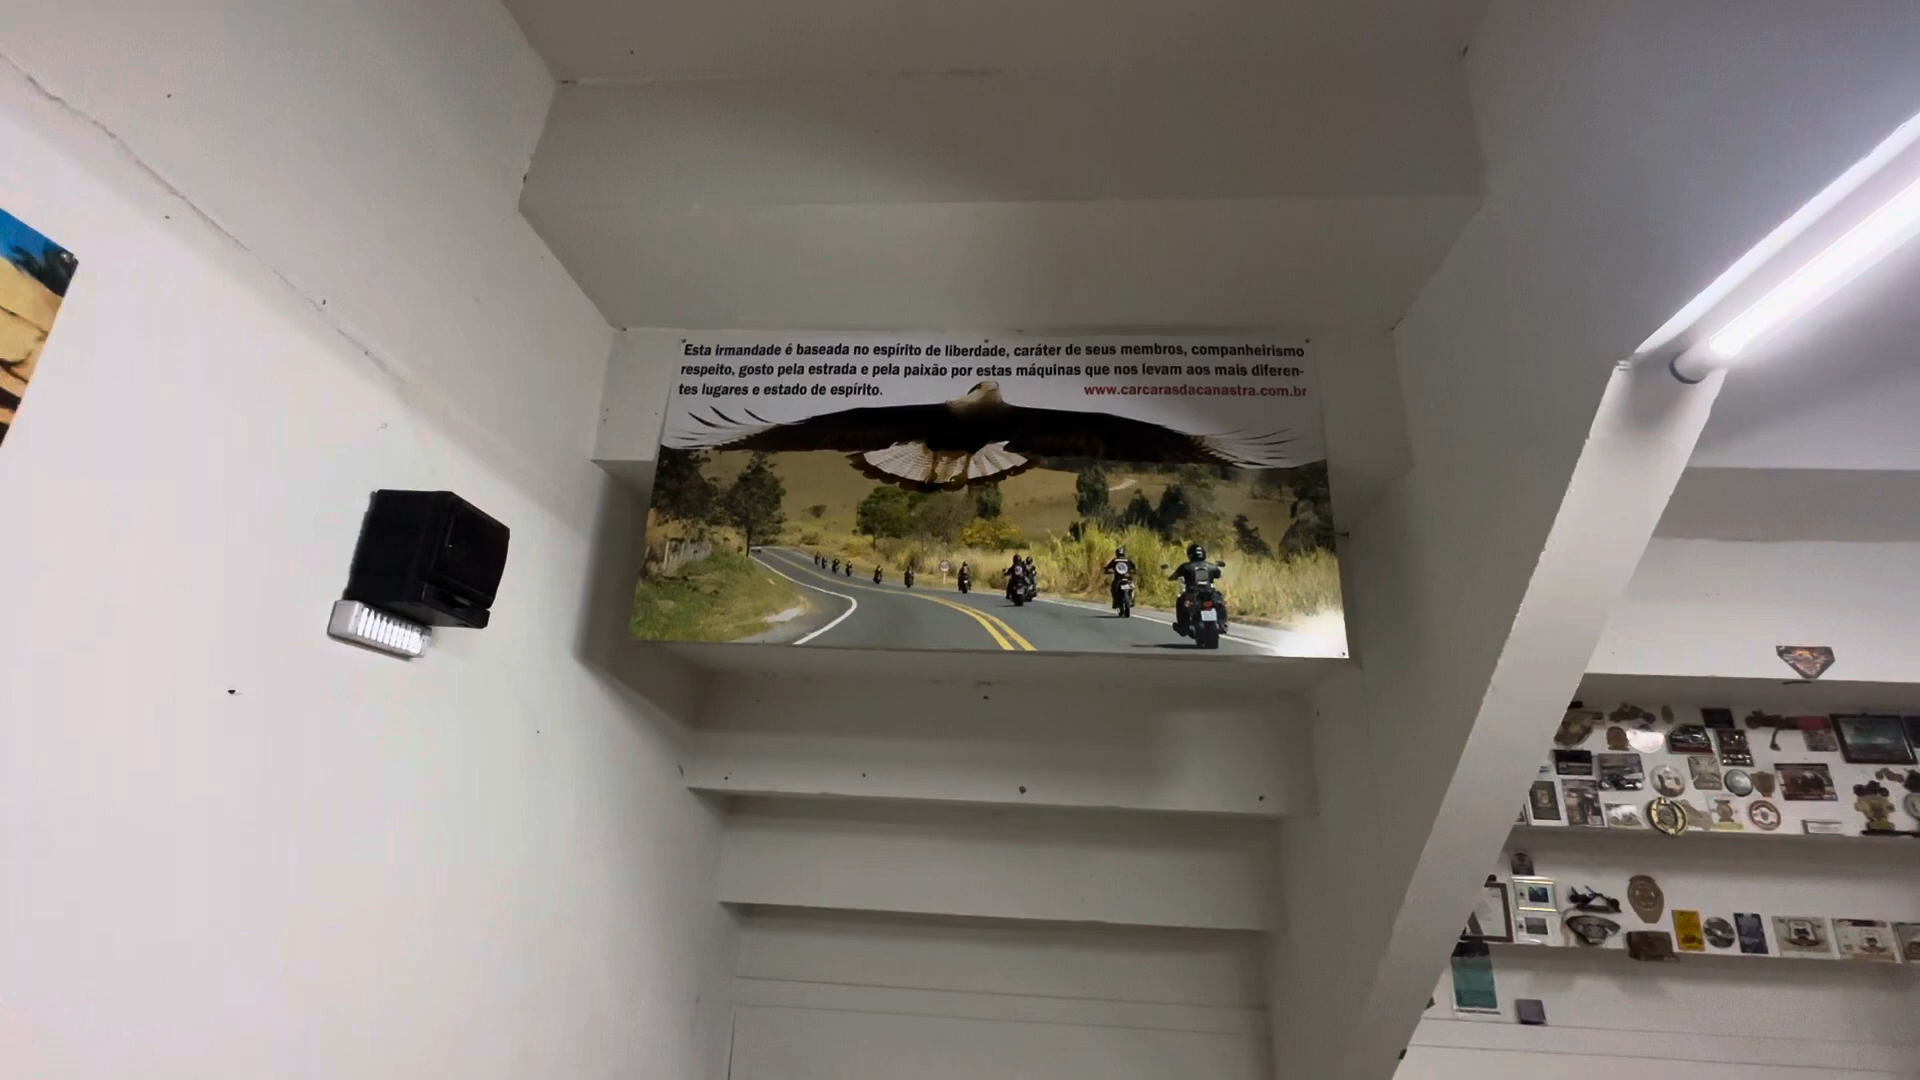 Esta irmandade é baseada no espírito de liberdade, caráter de seus membros, companheirismo
respeito, gosto pela estrada e pela paixão por estas máquinas que nos levam aos mais diferen-
tes lugares e estado de espírito.
www.carcarasdacanastra.com.br